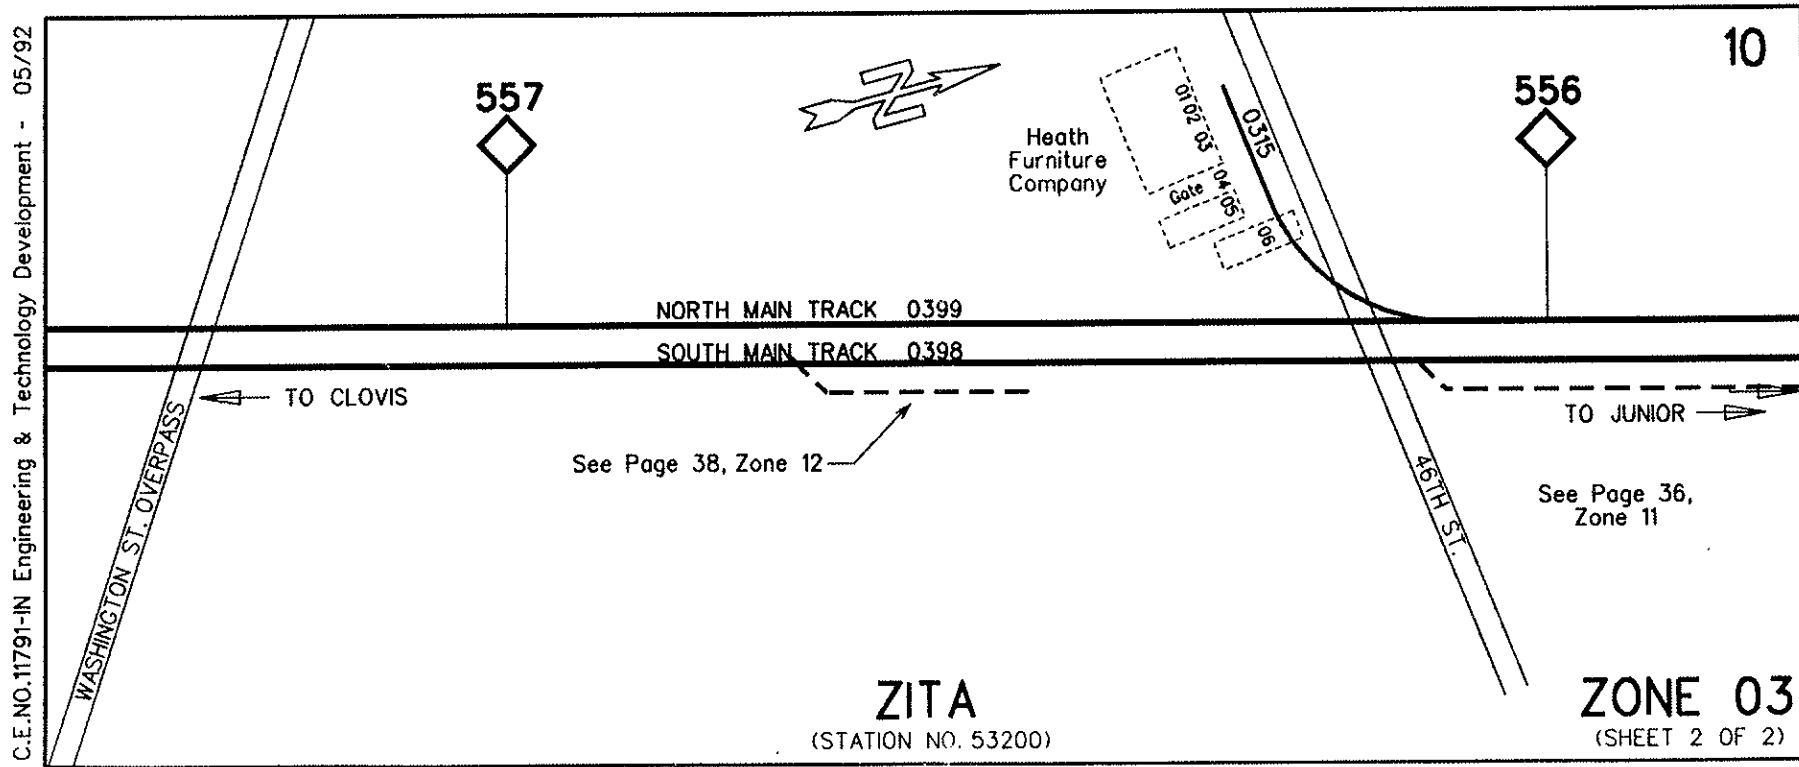 10
557
556
N
Heath
Furniture
Company
01 02 03
04
05
06
Gate
0315
NORTH MAIN TRACK 0399
SOUTH MAIN TRACK 0398
TO CLOVIS
TO JUNIOR
See Page 38, Zone 12
See Page 36,
Zone 11
WASHINGTON ST. OVERPASS
46TH ST.
ZITA
(STATION NO. 53200)
ZONE 03
(SHEET 2 OF 2)
C.E.NO.11791-IN Engineering & Technology Development - 05/92